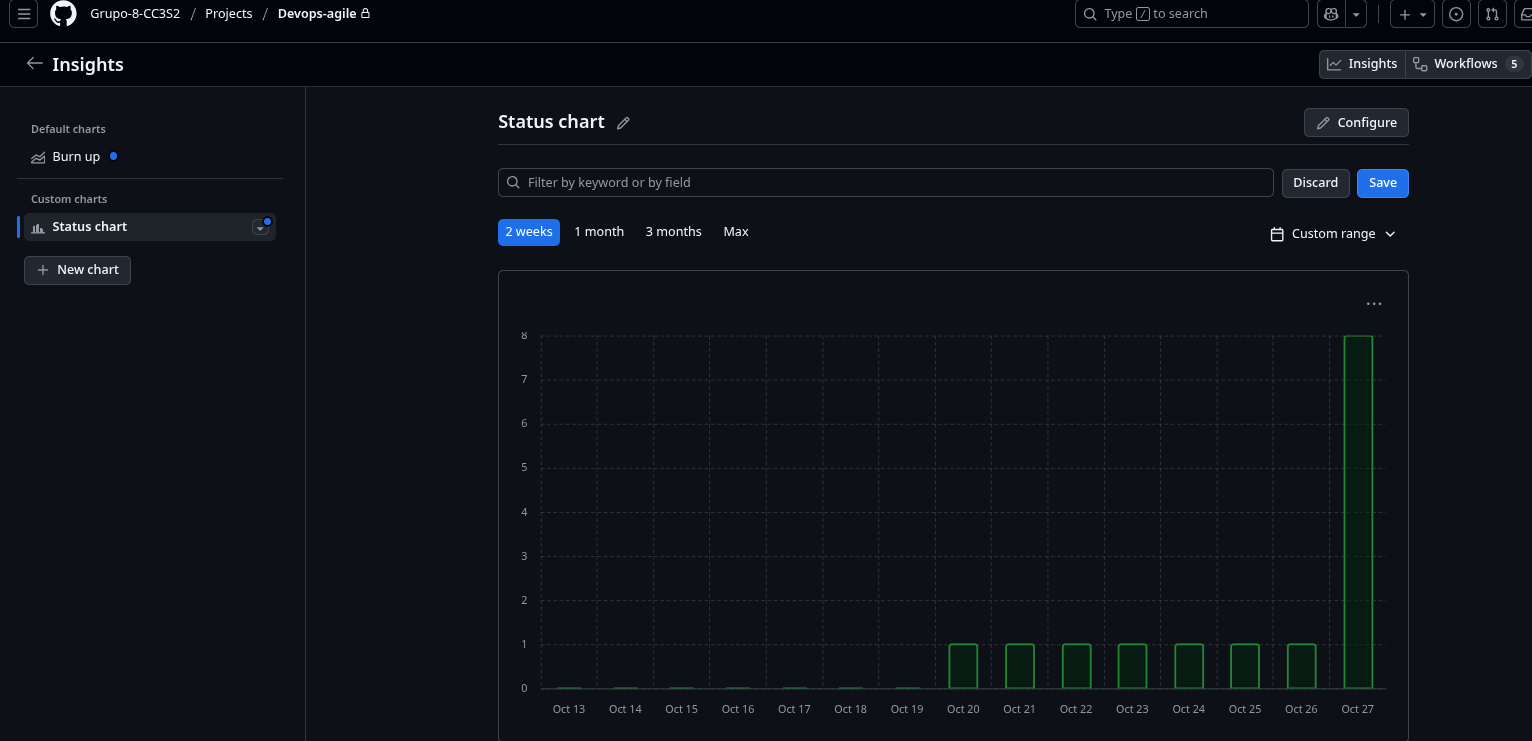 Grupo-8-CC3S2 / Projects / Devops-agile
Type / to search
Insights
Insights
Workflows 5
Default charts
Burn up
Custom charts
Status chart
New chart
Status chart
Configure
Filter by keyword or by field
Discard
Save
2 weeks 1 month 3 months Max
Custom range
8
7
6
5
4
3
2
1
0
Oct 13 Oct 14 Oct 15 Oct 16 Oct 17 Oct 18 Oct 19 Oct 20 Oct 21 Oct 22 Oct 23 Oct 24 Oct 25 Oct 26 Oct 27